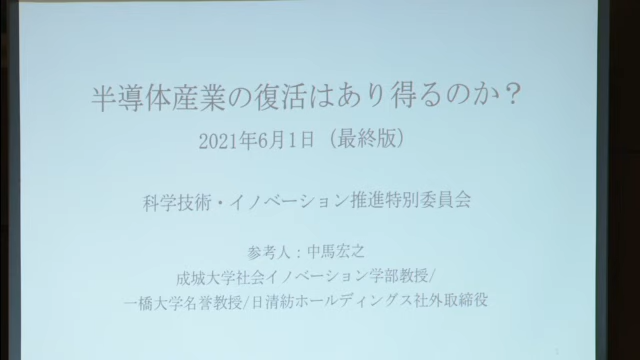 半導体産業の復活はあり得るのか？
2021年6月1日（最終版）
科学技術・イノベーション推進特別委員会
参考人：中馬宏之
成城大学社会イノベーション学部教授/
一橋大学名誉教授/日清紡ホールディングス社外取締役
1